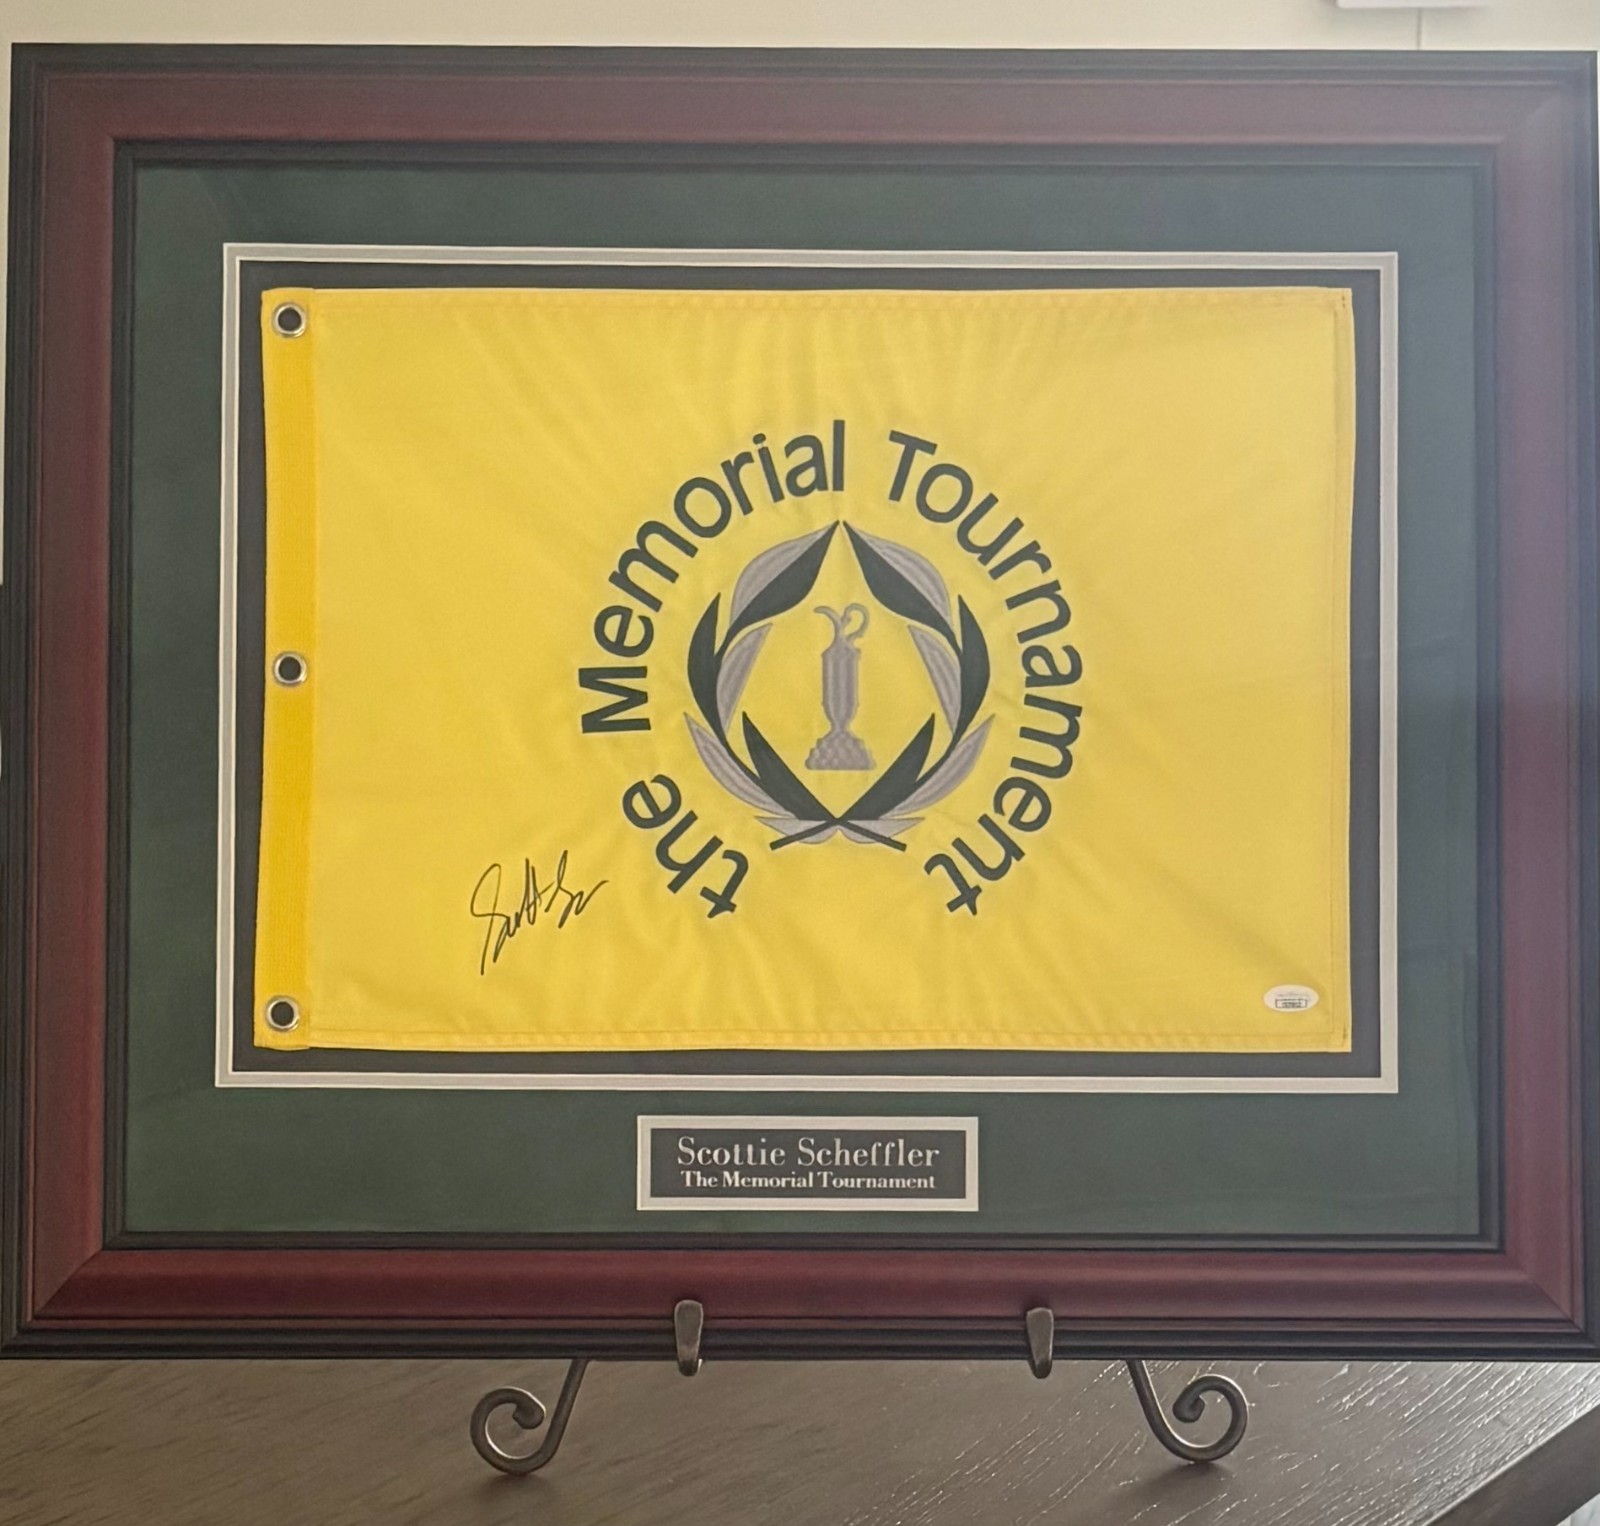 the Memorial Tournament
Scottie Scheffler
The Memorial Tournament